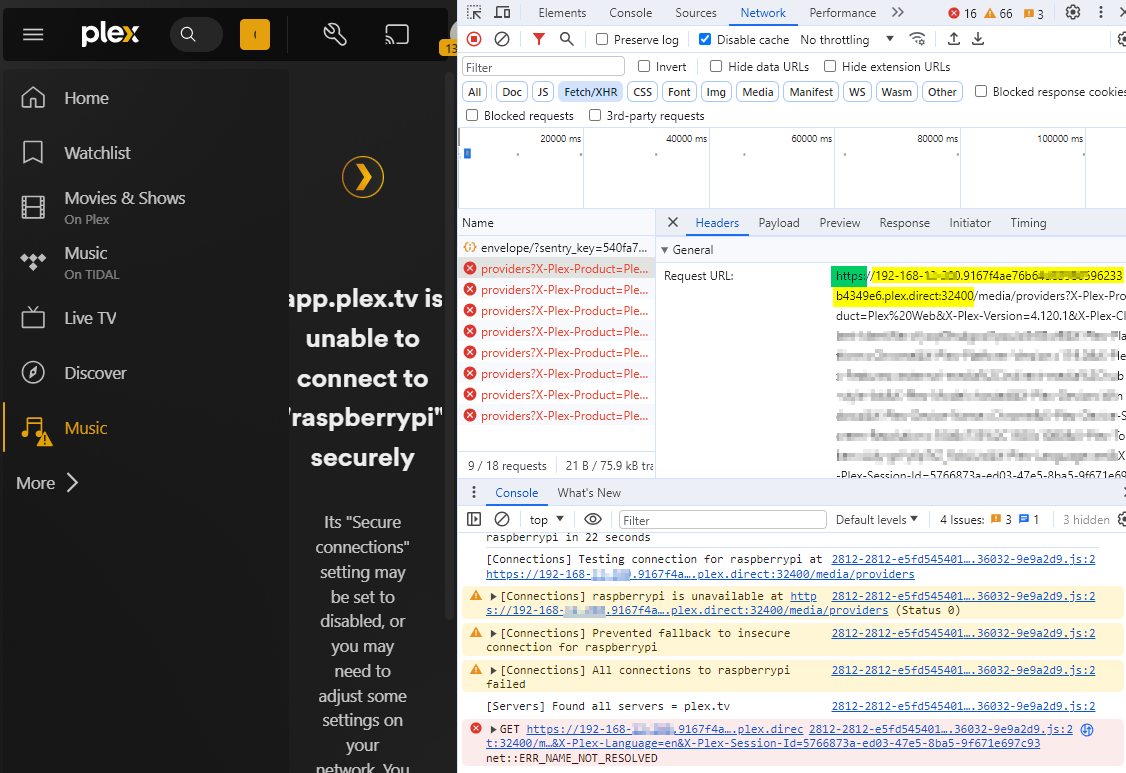 plex
13
Home
Watchlist
Movies & Shows
On Plex
Music
On TIDAL
Live TV
Discover
Music
More
app.plex.tv is
unable to
connect to
"raspberrypi"
securely
Its "Secure
connections"
setting may
be set to
disabled, or
you may
need to
adjust some
settings on
your
network. You
Elements Console Sources Network Performance 16 66 3
Preserve log Disable cache No throttling
Filter Invert Hide data URLs Hide extension URLs
All Doc JS Fetch/XHR CSS Font Img Media Manifest WS Wasm Other Blocked response cookies
Blocked requests 3rd-party requests
20000 ms 40000 ms 60000 ms 80000 ms 100000 ms
Name
envelope/?sentry_key=540fa7...
providers?X-Plex-Product=Ple...
providers?X-Plex-Product=Ple...
providers?X-Plex-Product=Ple...
providers?X-Plex-Product=Ple...
providers?X-Plex-Product=Ple...
providers?X-Plex-Product=Ple...
providers?X-Plex-Product=Ple...
providers?X-Plex-Product=Ple...
9 / 18 requests 21 B / 75.9 kB tra
Headers Payload Preview Response Initiator Timing
General
Request URL:
https://192-168-
b4349e6.plex.direct:32400/media/providers?X-Plex-Pro
duct=Plex%20Web&X-Plex-Version=4.120.1&X-Plex-Cl
-Plex-Session-Id=5766873a-ed03-47e5-8ba5-9f671e69
Console What's New
top Filter Default levels 4 Issues: 3 1 3 hidden
raspberrypi in 22 seconds
[Connections] Testing connection for raspberrypi at 2812-2812-e5fd545401….36032-9e9a2d9.js:2
https://192-168- .9167f4a….plex.direct:32400/media/providers
[Connections] raspberrypi is unavailable at http 2812-2812-e5fd545401….36032-9e9a2d9.js:2
s://192-168- .9167f4a….plex.direct:32400/media/providers (Status 0)
[Connections] Prevented fallback to insecure 2812-2812-e5fd545401….36032-9e9a2d9.js:2
connection for raspberrypi
[Connections] All connections to raspberrypi 2812-2812-e5fd545401….36032-9e9a2d9.js:2
failed
[Servers] Found all servers = plex.tv 2812-2812-e5fd545401….36032-9e9a2d9.js:2
GET https://192-168- .9167f4a….plex.direc 2812-2812-e5fd545401….36032-9e9a2d9.js:2
t:32400/m…&X-Plex-Language=en&X-Plex-Session-Id=5766873a-ed03-47e5-8ba5-9f671e697c93
net::ERR_NAME_NOT_RESOLVED